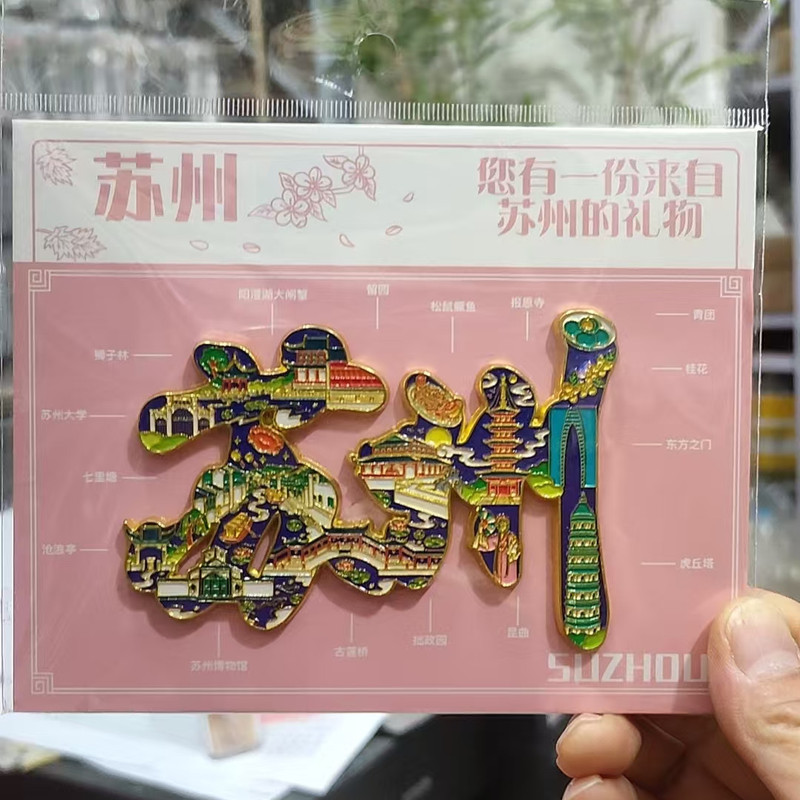 苏州
您有一份来自
苏州的礼物
阳澄湖大闸蟹
留园
松鼠鳜鱼
报恩寺
青团
狮子林
桂花
苏州大学
东方之门
七里塘
沧浪亭
虎丘塔
苏州博物馆
古菩桥
拙政园
昆曲
SUZHOU
苏州